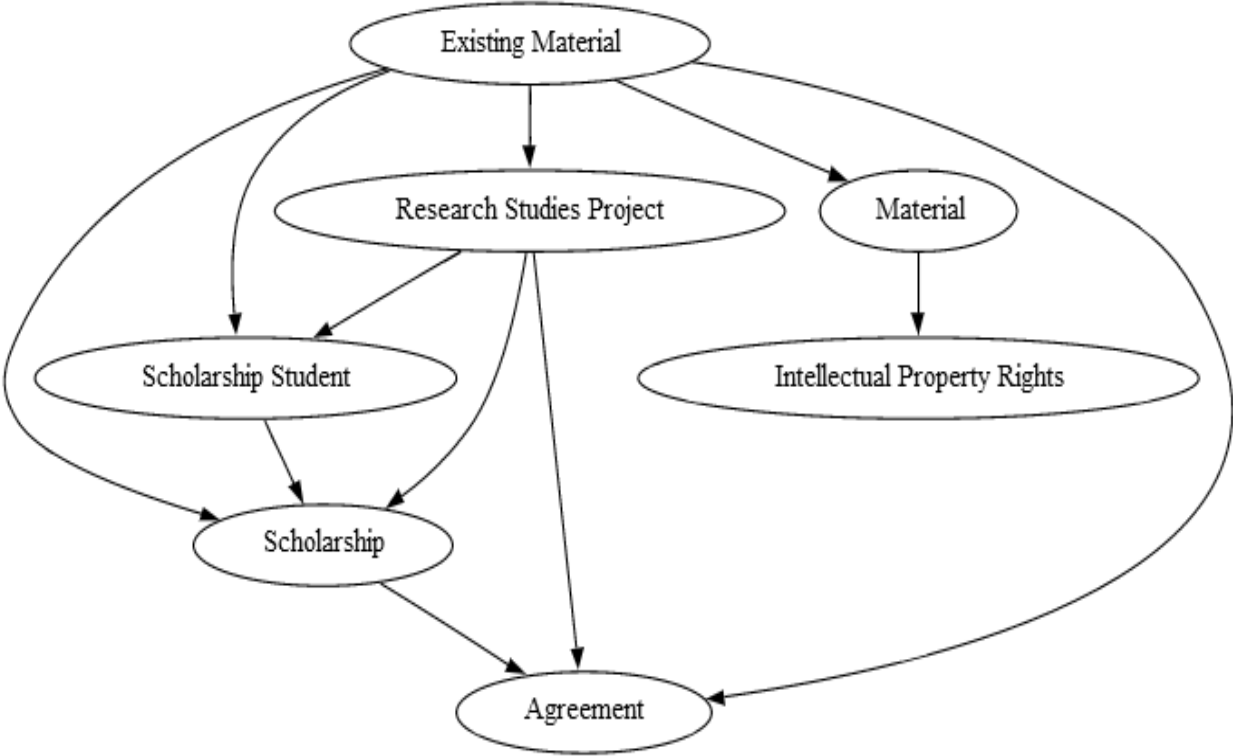 Existing Material
Research Studies Project
Material
Scholarship Student
Intellectual Property Rights
Scholarship
Agreement